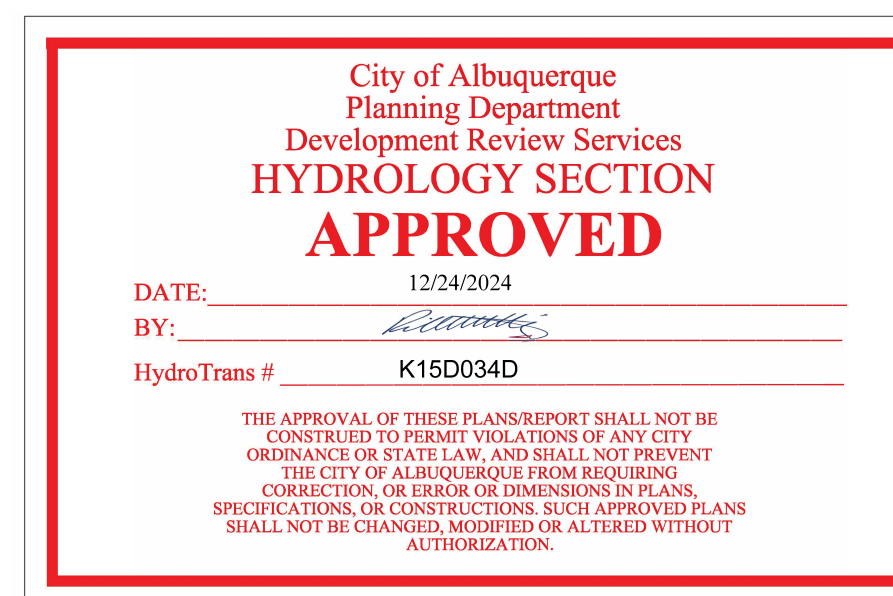 City of Albuquerque
Planning Department
Development Review Services
HYDROLOGY SECTION
APPROVED
DATE: 12/24/2024
BY:
HydroTrans # K15D034D
THE APPROVAL OF THESE PLANS/REPORT SHALL NOT BE
CONSTRUED TO PERMIT VIOLATIONS OF ANY CITY
ORDINANCE OR STATE LAW, AND SHALL NOT PREVENT
THE CITY OF ALBUQUERQUE FROM REQUIRING
CORRECTION, OR ERROR OR DIMENSIONS IN PLANS,
SPECIFICATIONS, OR CONSTRUCTIONS. SUCH APPROVED PLANS
SHALL NOT BE CHANGED, MODIFIED OR ALTERED WITHOUT
AUTHORIZATION.